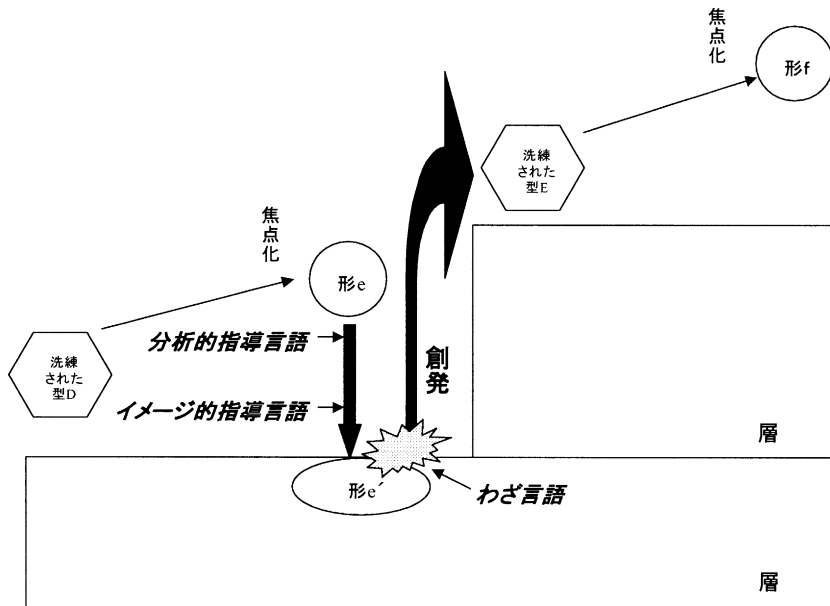 焦点化
形f
洗練
された
型E
焦点化
形e
分析的指導言語
創発
洗練
された
型D
イメージ的指導言語
層
形e´
わざ言語
層